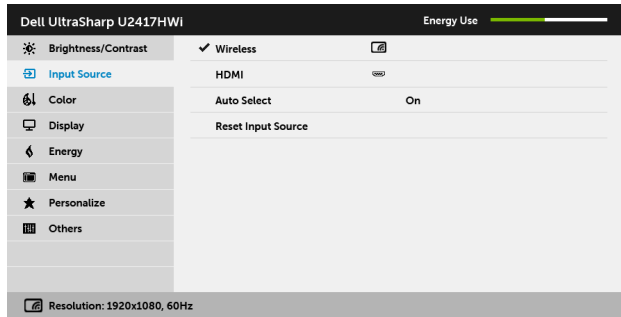 Dell UltraSharp U2417HWi Energy Use
Brightness/Contrast Wireless
Input Source HDMI
Color Auto Select On
Display Reset Input Source
Energy
Menu
Personalize
Others
Resolution: 1920x1080, 60Hz